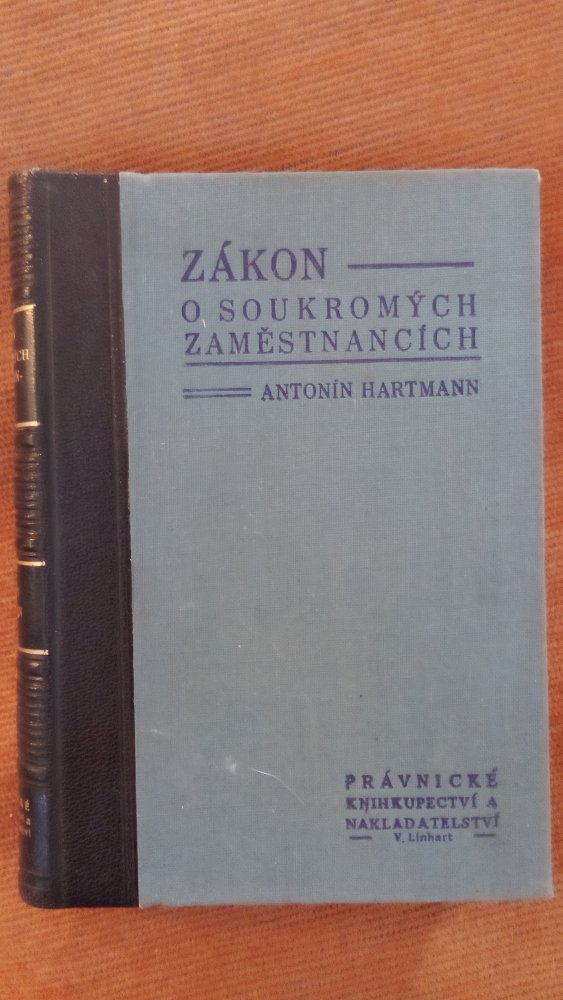 ZÁKON
O SOUKROMÝCH
ZAMĚSTNANCÍCH
ANTONÍN HARTMANN
PRÁVNICKÉ
KNIHKUPECTVÍ A
NAKLADATELSTVÍ
V. Linhart